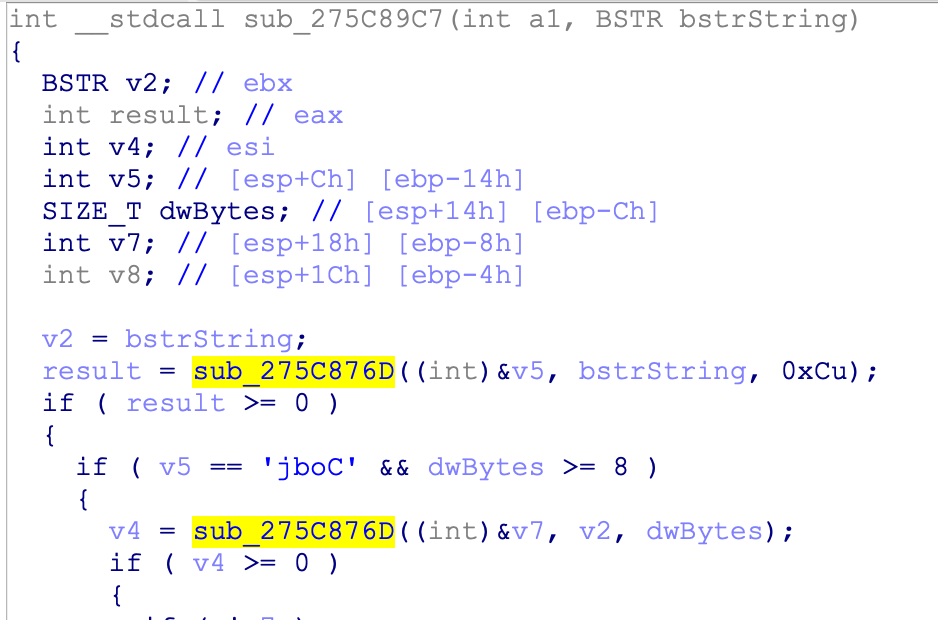 int __stdcall sub_275C89C7(int a1, BSTR bstrString)
{
BSTR v2; // ebx
int result; // eax
int v4; // esi
int v5; // [esp+Ch] [ebp-14h]
SIZE_T dwBytes; // [esp+14h] [ebp-Ch]
int v7; // [esp+18h] [ebp-8h]
int v8; // [esp+1Ch] [ebp-4h]
v2 = bstrString;
result = sub_275C876D((int)&v5, bstrString, 0xCu);
if ( result >= 0 )
{
if ( v5 == 'jboC' && dwBytes >= 8 )
{
v4 = sub_275C876D((int)&v7, v2, dwBytes);
if ( v4 >= 0 )
{